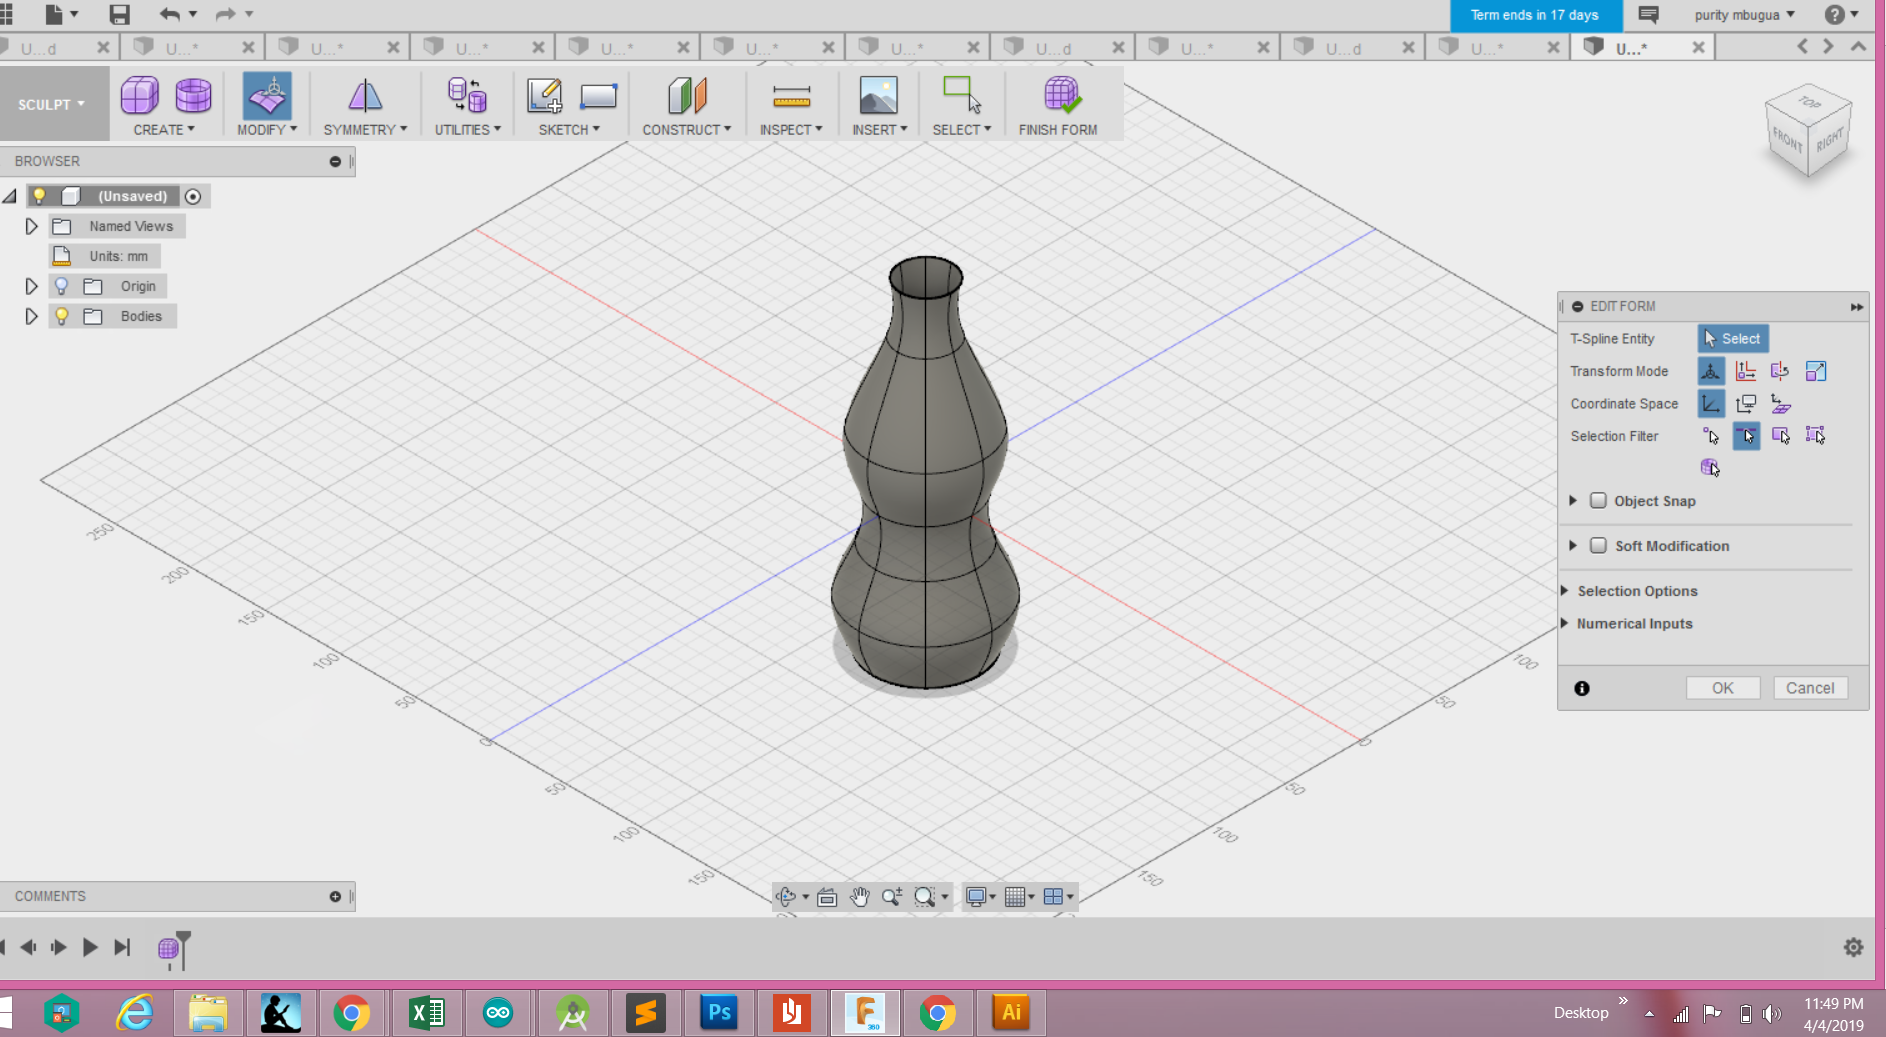 Term ends in 17 days
purity mbugua
U...d
U...*
U...*
U...*
U...*
U...*
U...*
U...d
U...*
U...d
U...*
U...*
SCULPT
CREATE
MODIFY
SYMMETRY
UTILITIES
SKETCH
CONSTRUCT
INSPECT
INSERT
SELECT
FINISH FORM
TOP
FRONT
RIGHT
BROWSER
(Unsaved)
Named Views
Units: mm
Origin
Bodies
EDIT FORM
T-Spline Entity
Select
Transform Mode
Coordinate Space
Selection Filter
Object Snap
Soft Modification
Selection Options
Numerical Inputs
OK
Cancel
250
200
150
100
50
0
50
100
150
100
50
0
50
100
150
COMMENTS
Ps
F
360
Ai
Desktop
11:49 PM
4/4/2019